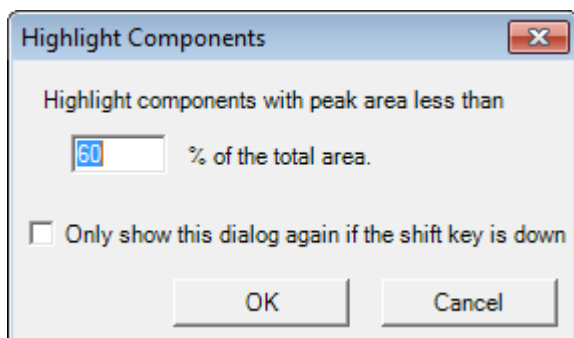 Highlight Components
Highlight components with peak area less than
60 % of the total area.
Only show this dialog again if the shift key is down
OK Cancel